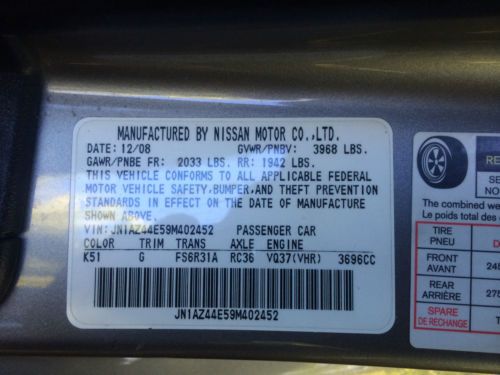 MANUFACTURED BY NISSAN MOTOR CO.,LTD.
DATE: 12/08 GVWR/PNBV: 3968 LBS.
GAWR/PNBE FR: 2033 LBS. RR: 1942 LBS.
THIS VEHICLE CONFORMS TO ALL APPLICABLE FEDERAL
MOTOR VEHICLE SAFETY,BUMPER,AND THEFT PREVENTION
STANDARDS IN EFFECT ON THE DATE OF MANUFACTURE
SHOWN ABOVE.
VIN: JN1AZ44E59M402452 PASSENGER CAR
COLOR TRIM TRANS AXLE ENGINE
K51 G FS6R31A RC36 VQ37(VHR) 3696CC
JN1AZ44E59M402452
The combined
Le poids total
TIRE
PNEU
FRONT
AVANT
REAR
ARRIÈRE
275
SPARE
DE RECHANGE